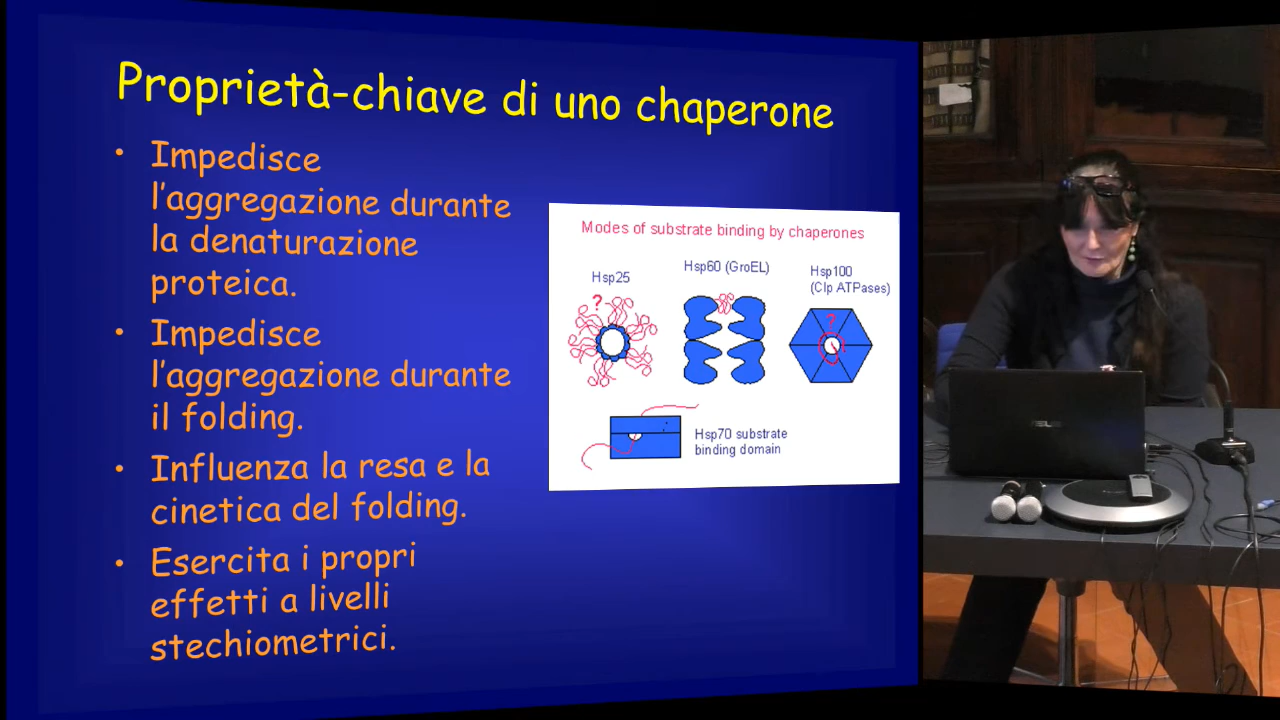 Proprietà-chiave di uno chaperone
• Impedisce
l'aggregazione durante
la denaturazione
proteica.
• Impedisce
l'aggregazione durante
il folding.
• Influenza la resa e la
cinetica del folding.
• Esercita i propri
effetti a livelli
stechiometrici.
Modes of substrate binding by chaperones
Hsp25
?
Hsp60 (GroEL)
Hsp100
(Clp ATPases)
?
Hsp70 substrate
binding domain
ASUS